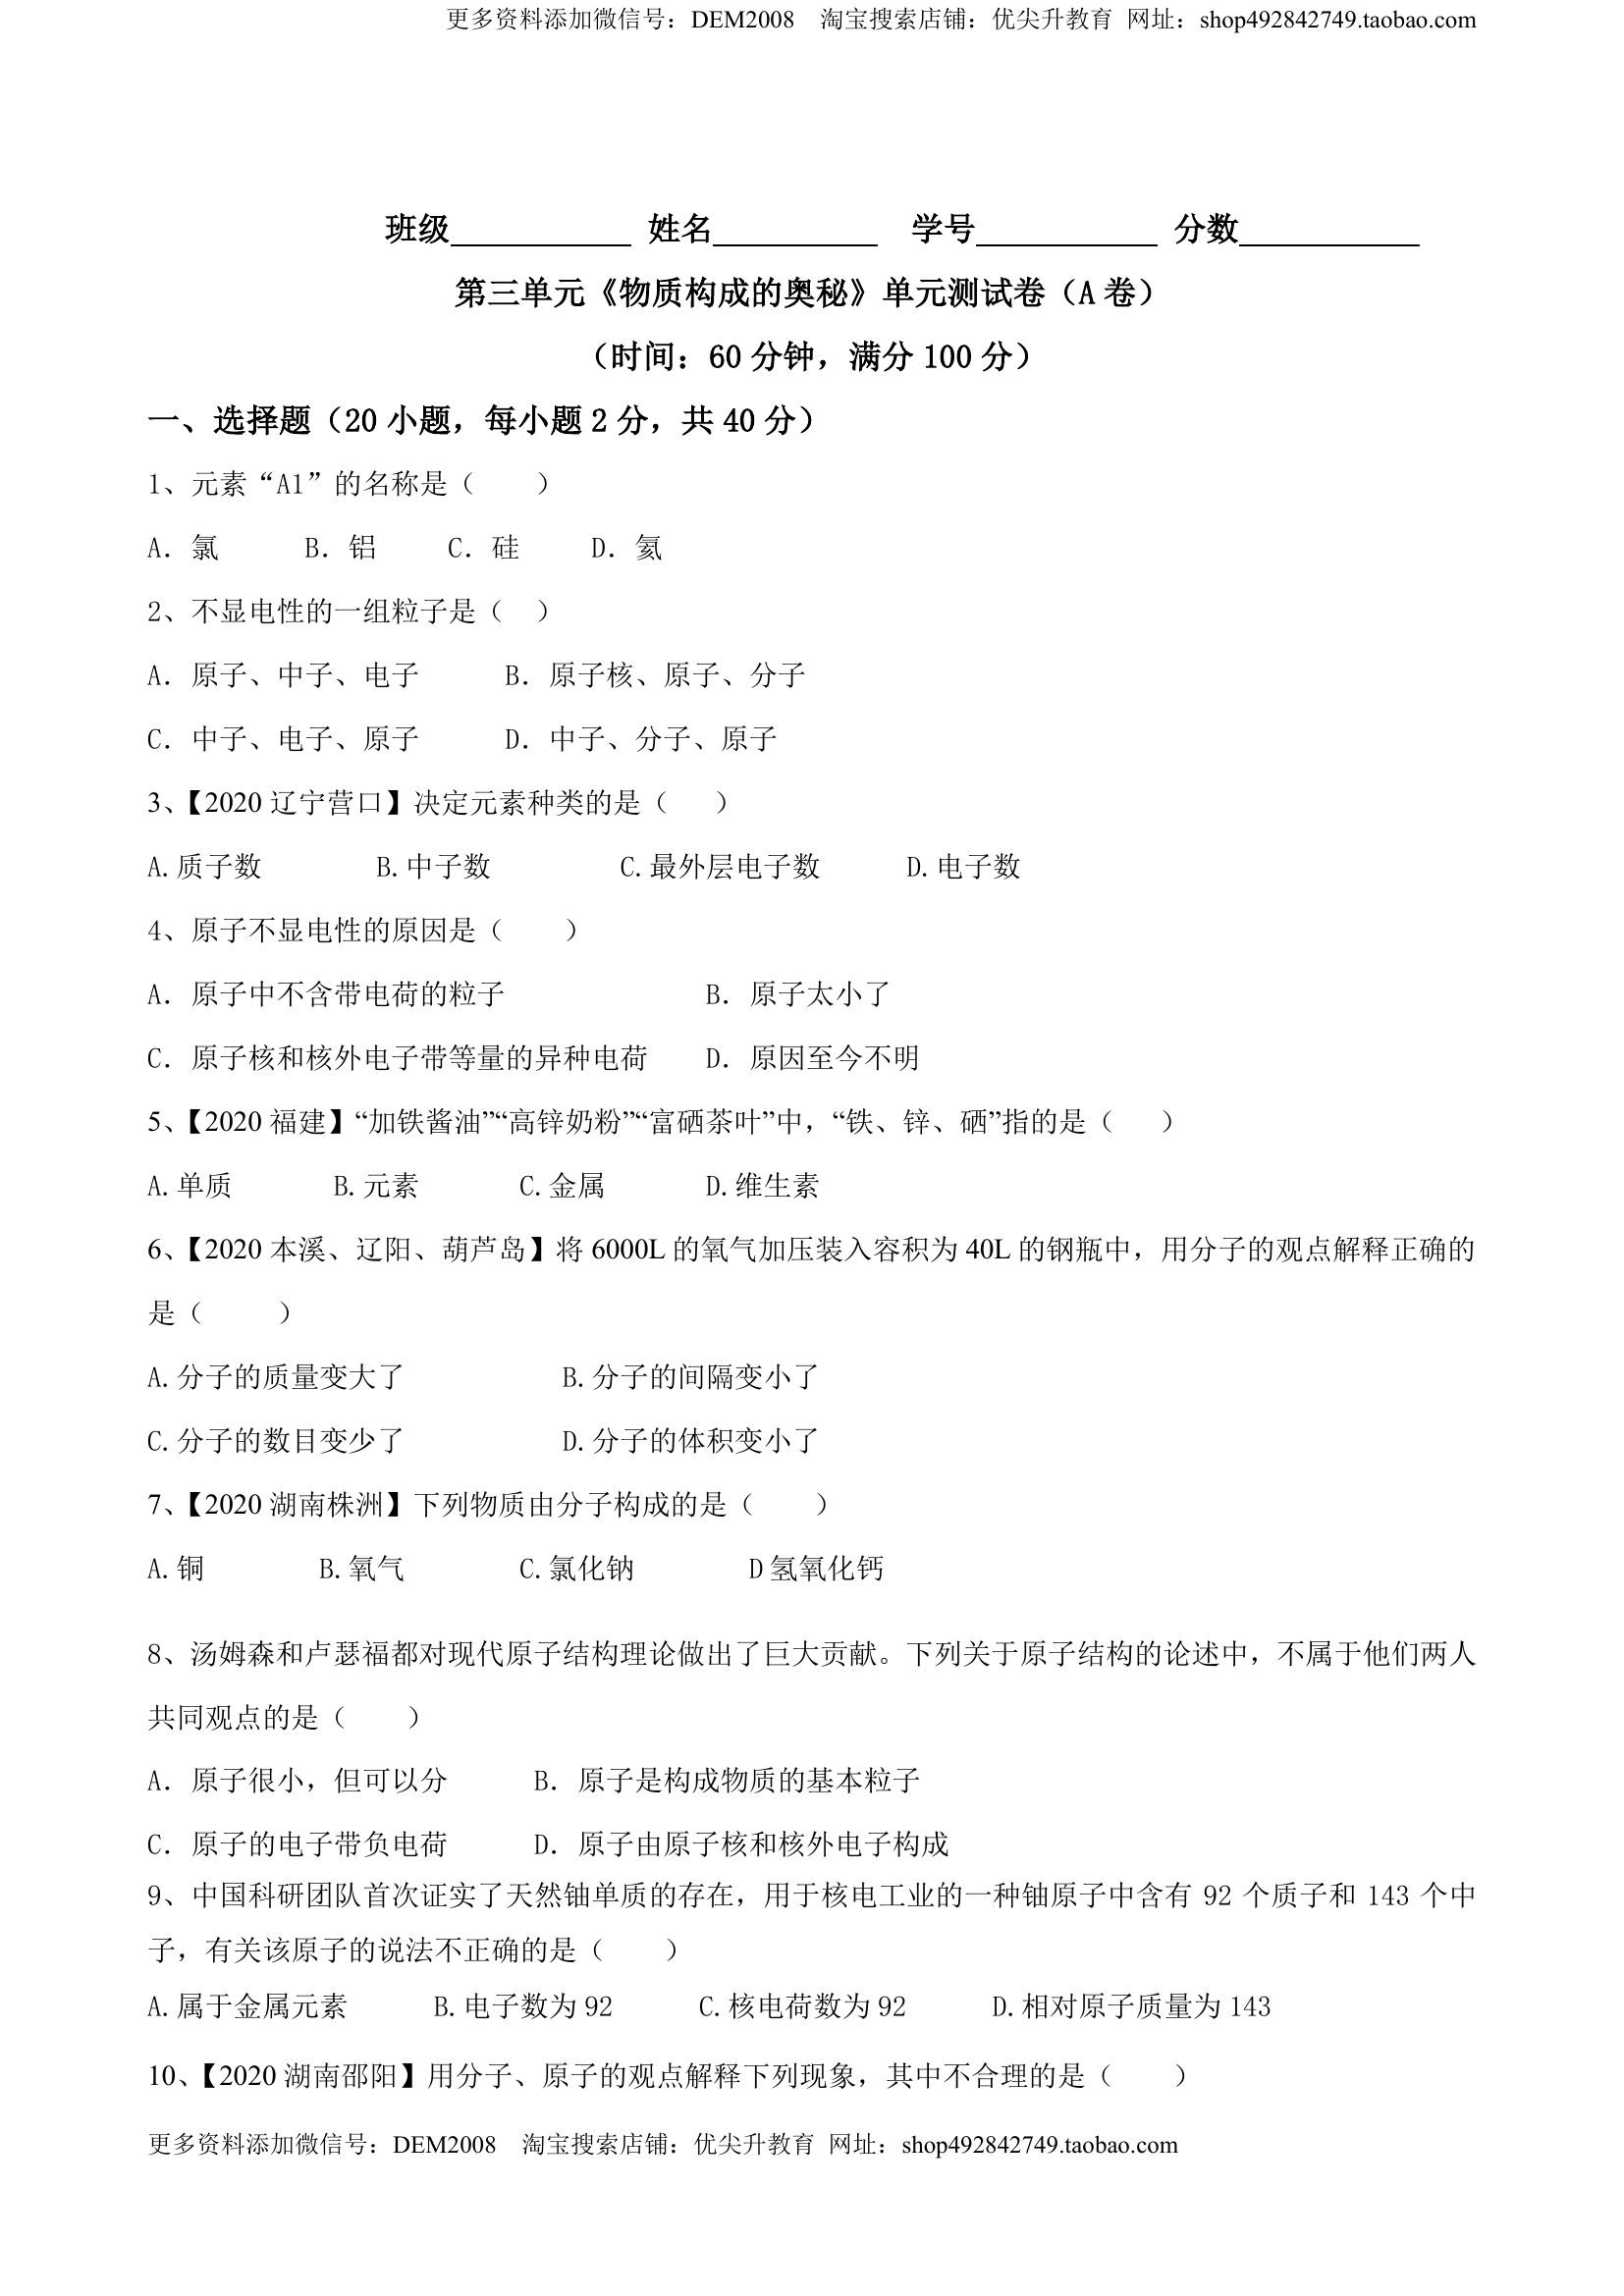 更多资料添加微信号：DEM2008 淘宝搜索店铺：优尖升教育 网址：shop492842749.taobao.com
班级__________ 姓名__________ 学号__________ 分数__________
第三单元《物质构成的奥秘》单元测试卷（A 卷）
（时间：60 分钟，满分 100 分）
一、选择题（20 小题，每小题 2 分，共 40 分）
1、元素“Al”的名称是（ ）
A．氯 B．铝 C．硅 D．氦
2、不显电性的一组粒子是（ ）
A．原子、中子、电子 B．原子核、原子、分子
C．中子、电子、原子 D．中子、分子、原子
3、【2020 辽宁营口】决定元素种类的是（ ）
A.质子数 B.中子数 C.最外层电子数 D.电子数
4、原子不显电性的原因是（ ）
A．原子中不含带电荷的粒子 B．原子太小了
C．原子核和核外电子带等量的异种电荷 D．原因至今不明
5、【2020 福建】“加铁酱油”“高锌奶粉”“富硒茶叶”中，“铁、锌、硒”指的是（ ）
A.单质 B.元素 C.金属 D.维生素
6、【2020 本溪、辽阳、葫芦岛】将 6000L 的氧气加压装入容积为 40L 的钢瓶中，用分子的观点解释正确的
是（ ）
A.分子的质量变大了 B.分子的间隔变小了
C.分子的数目变少了 D.分子的体积变小了
7、【2020 湖南株洲】下列物质由分子构成的是（ ）
A.铜 B.氧气 C.氯化钠 D 氢氧化钙
8、汤姆森和卢瑟福都对现代原子结构理论做出了巨大贡献。下列关于原子结构的论述中，不属于他们两人
共同观点的是（ ）
A．原子很小，但可以分 B．原子是构成物质的基本粒子
C．原子的电子带负电荷 D．原子由原子核和核外电子构成
9、中国科研团队首次证实了天然铀单质的存在，用于核电工业的一种铀原子中含有 92 个质子和 143 个中
子，有关该原子的说法不正确的是（ ）
A.属于金属元素 B.电子数为 92 C.核电荷数为 92 D.相对原子质量为 143
10、【2020 湖南邵阳】用分子、原子的观点解释下列现象，其中不合理的是（ ）
更多资料添加微信号：DEM2008 淘宝搜索店铺：优尖升教育 网址：shop492842749.taobao.com